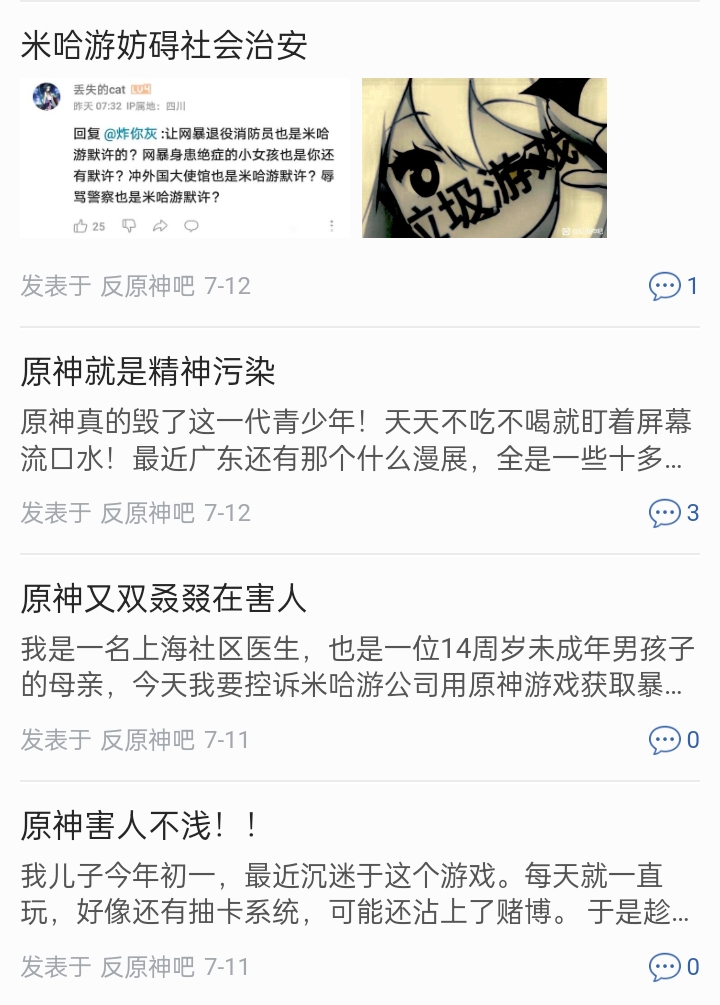 米哈游妨碍社会治安
丢失的cat LV4
昨天 07:32 IP属地：四川
回复 @炸你灰 :让网暴退役消防员也是米哈
游默许的？网暴身患绝症的小女孩也是你还
有默许？冲外国大使馆也是米哈游默许？辱
骂警察也是米哈游默许？
25
垃圾游戏
发表于 反原神吧 7-12
1
原神就是精神污染
原神真的毁了这一代青少年！天天不吃不喝就盯着屏幕
流口水！最近广东还有那个什么漫展，全是一些十多...
发表于 反原神吧 7-12
3
原神又双叒叕在害人
我是一名上海社区医生，也是一位14周岁未成年男孩子
的母亲，今天我要控诉米哈游公司用原神游戏获取暴...
发表于 反原神吧 7-11
0
原神害人不浅！！
我儿子今年初一，最近沉迷于这个游戏。每天就一直
玩，好像还有抽卡系统，可能还沾上了赌博。 于是趁...
发表于 反原神吧 7-11
0